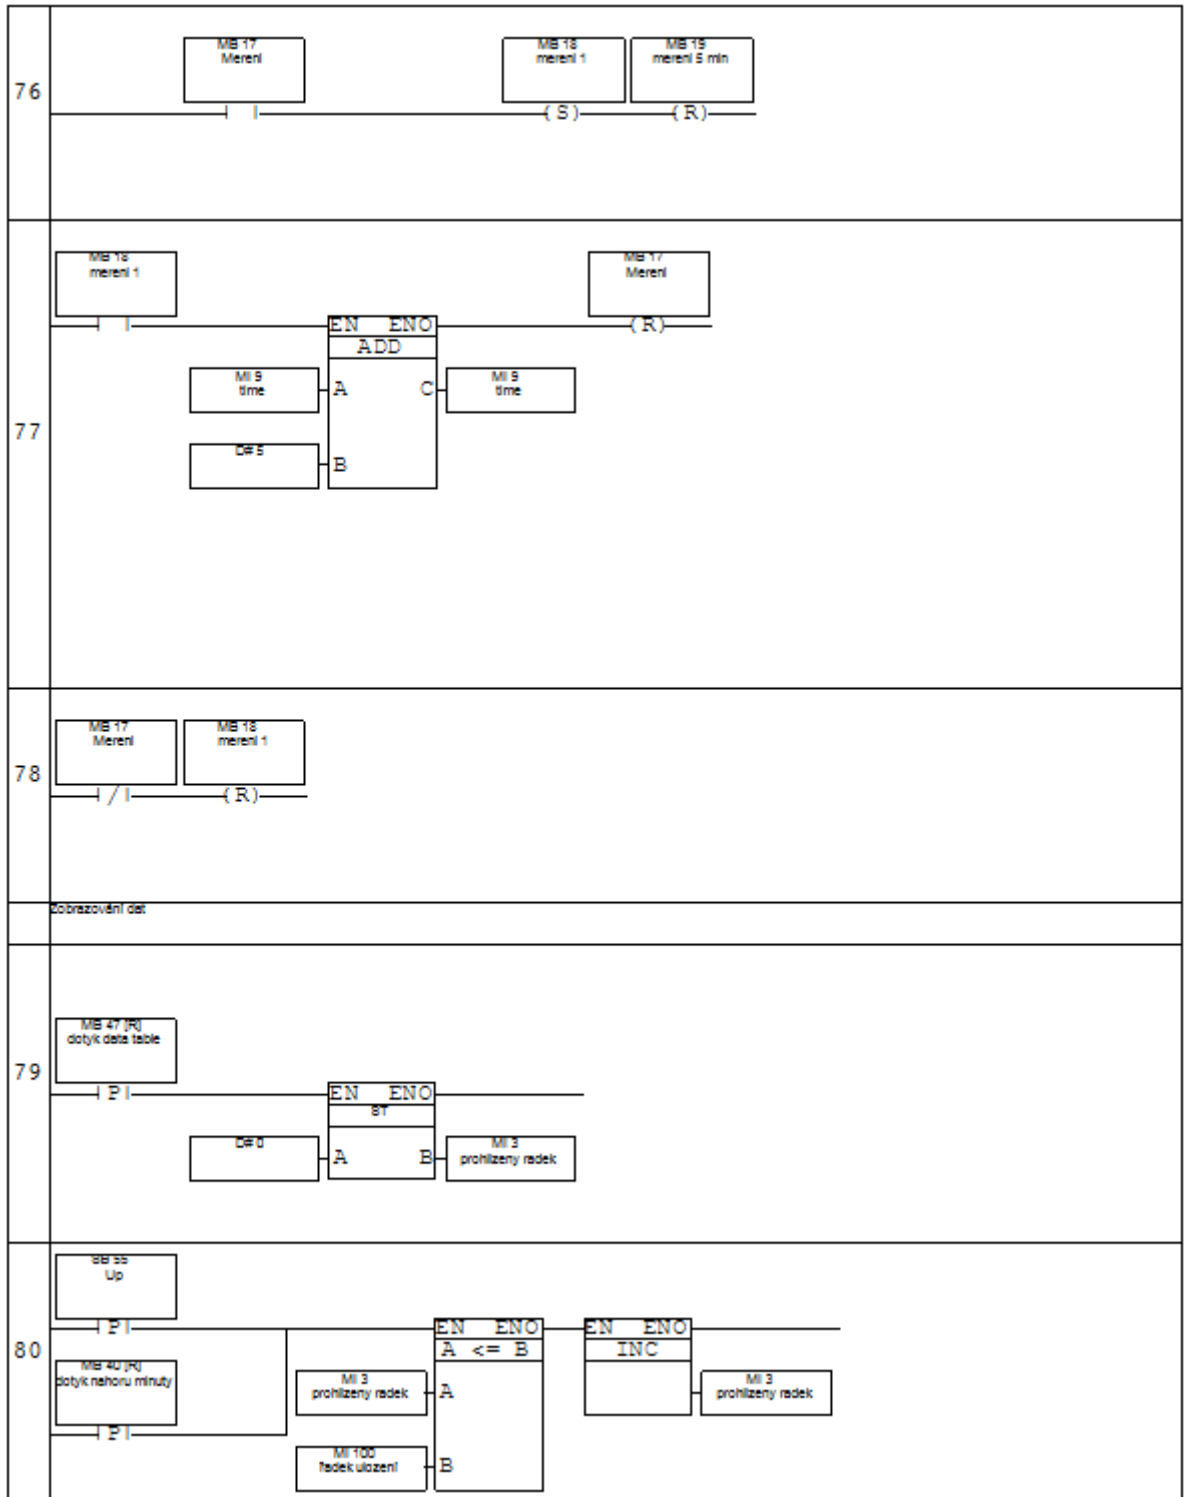 MB 17
Mereni
MB 18
mereni 1
MB 19
mereni 5 min
76
( S )
( R )
MB 18
mereni 1
MB 17
Mereni
EN ENO
( R )
ADD
MI 9
time
A
C
MI 9
time
77
D# 5
B
MB 17
Mereni
MB 18
mereni 1
78
/
( R )
Zobrazování dat
MB 47 [R]
dotyk data table
79
P
EN ENO
ST
D# 0
A
B
MI 3
prohlizeny radek
SB 55
Up
P
EN ENO
EN ENO
80
A <= B
INC
MB 40 [R]
dotyk nahoru minuty
MI 3
prohlizeny radek
A
MI 3
prohlizeny radek
P
MI 100
řadek ulozeni
B